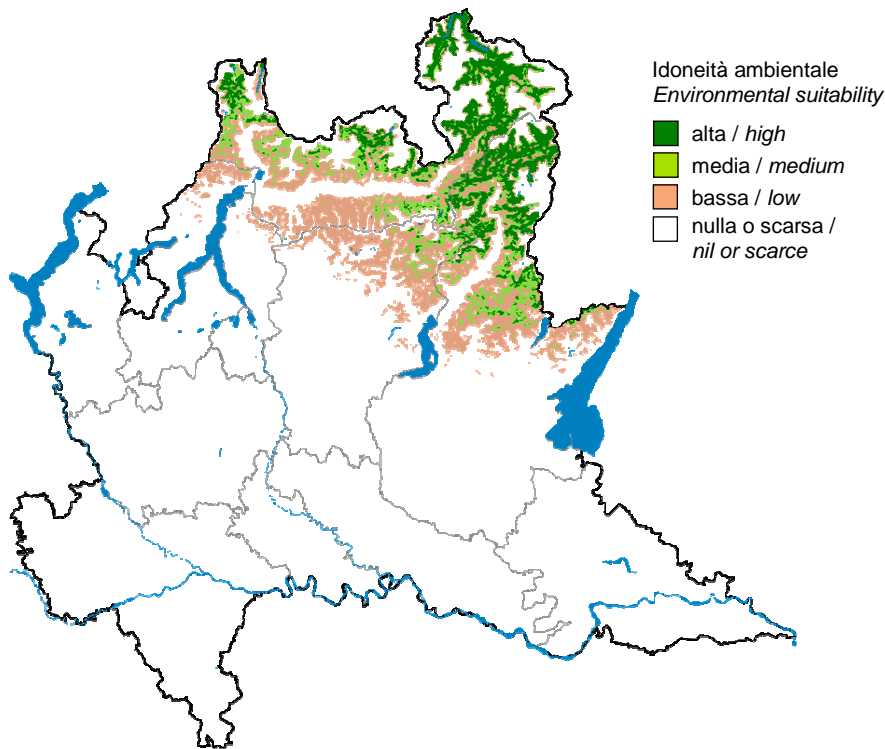 Idoneità ambientale
Environmental suitability
alta / high
media / medium
bassa / low
nulla o scarsa /
nil or scarce